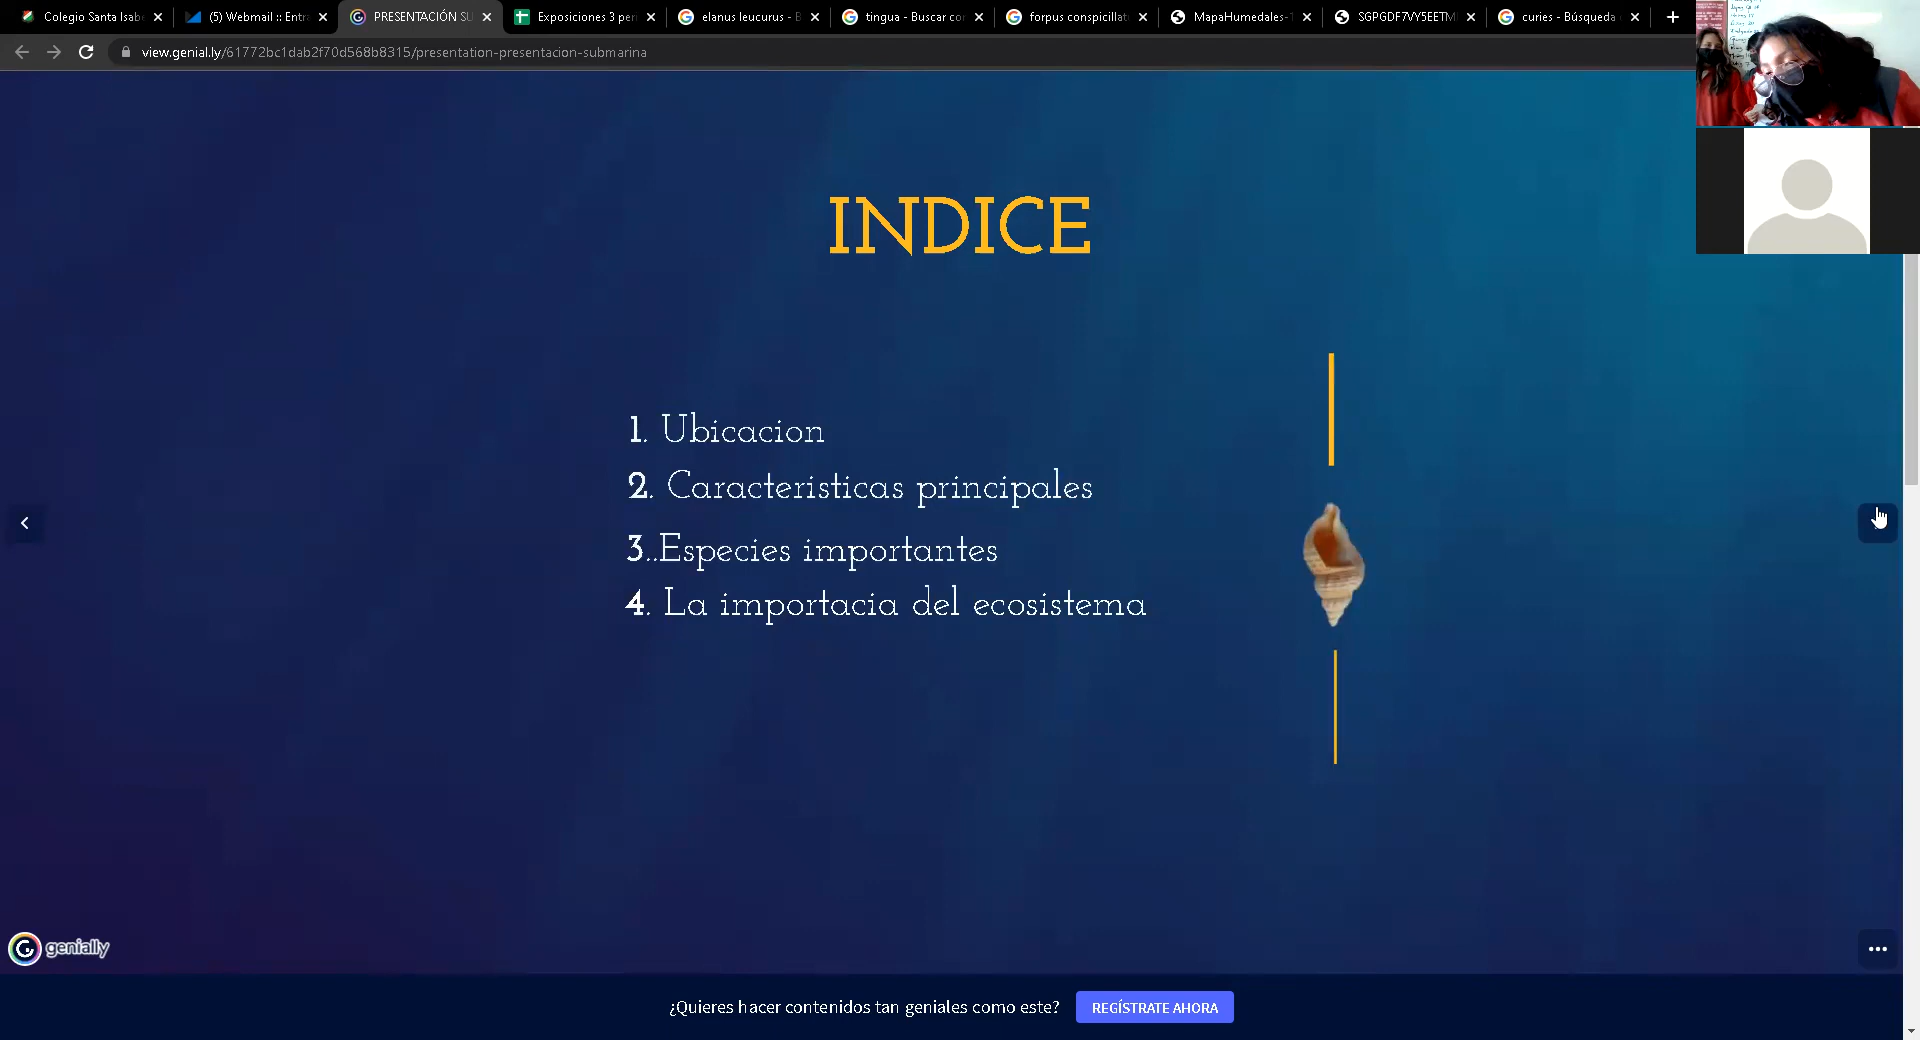 Colegio Santa Isab
(5) Webmail :: Entr
PRESENTACIÓN SU
Exposiciones 3 per
elanus leucurus - B
tingua - Buscar co
forpus conspicillat
MapaHumedales-
SGPGDF7VY5EETM
curies - Búsqueda
view.genial.ly/61772bc1dab2f70d568b8315/presentation-presentacion-submarina
INDICE
1. Ubicacion
2. Caracteristicas principales
3..Especies importantes
4. La importacia del ecosistema
genially
¿Quieres hacer contenidos tan geniales como este?
REGÍSTRATE AHORA